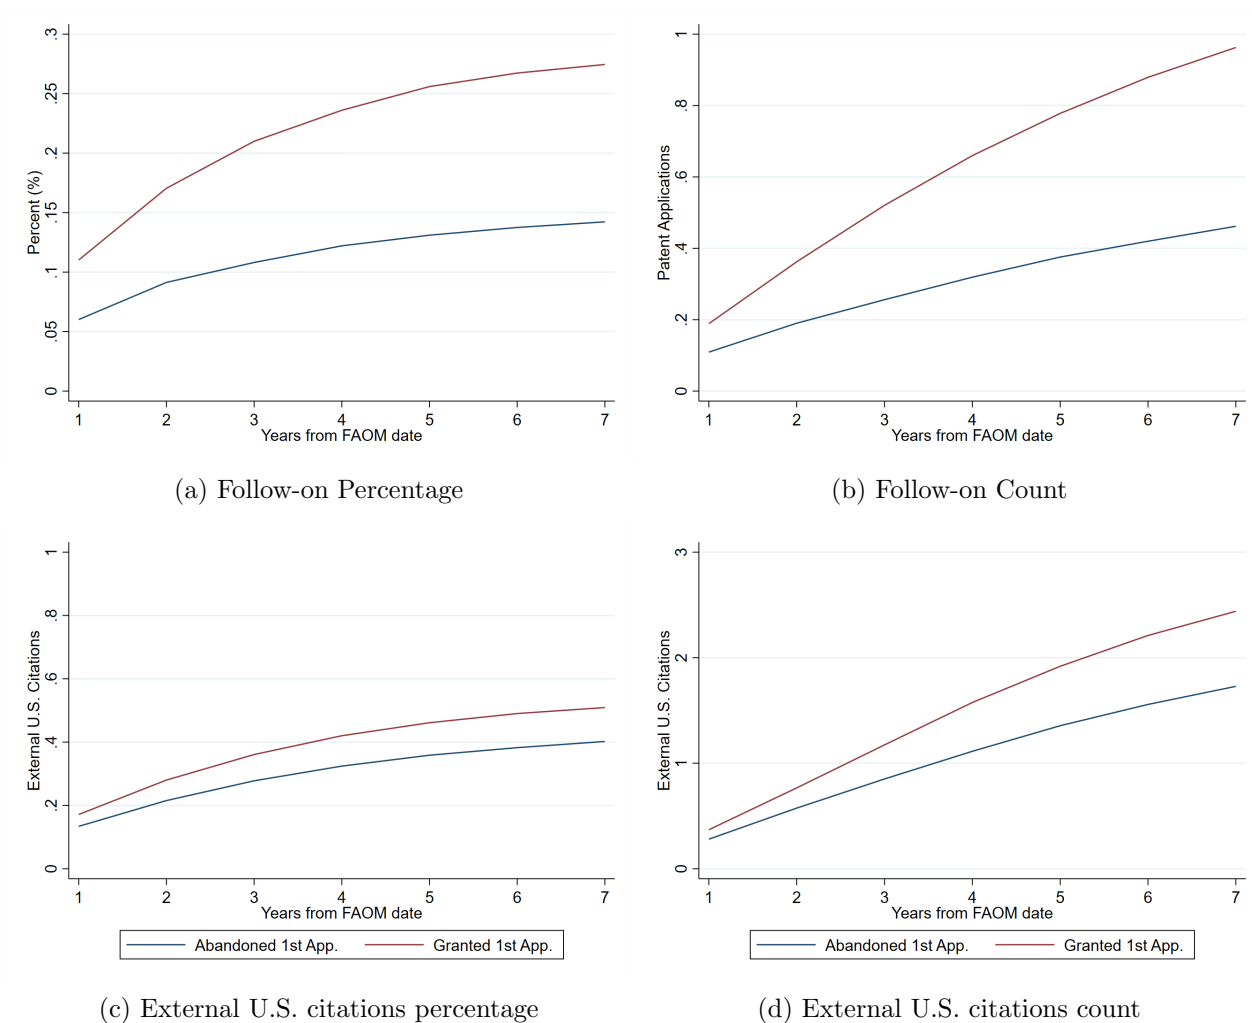 Percent (%)
.3
.25
.2
.15
.1
.05
0
1 2 3 4 5 6 7
Years from FAOM date
(a) Follow-on Percentage
Patent Applications
1
.8
.6
.4
.2
0
1 2 3 4 5 6 7
Years from FAOM date
(b) Follow-on Count
External U.S. Citations
1
.8
.6
.4
.2
0
1 2 3 4 5 6 7
Years from FAOM date
Abandoned 1st App. Granted 1st App.
(c) External U.S. citations percentage
External U.S. Citations
3
2
1
0
1 2 3 4 5 6 7
Years from FAOM date
Abandoned 1st App. Granted 1st App.
(d) External U.S. citations count